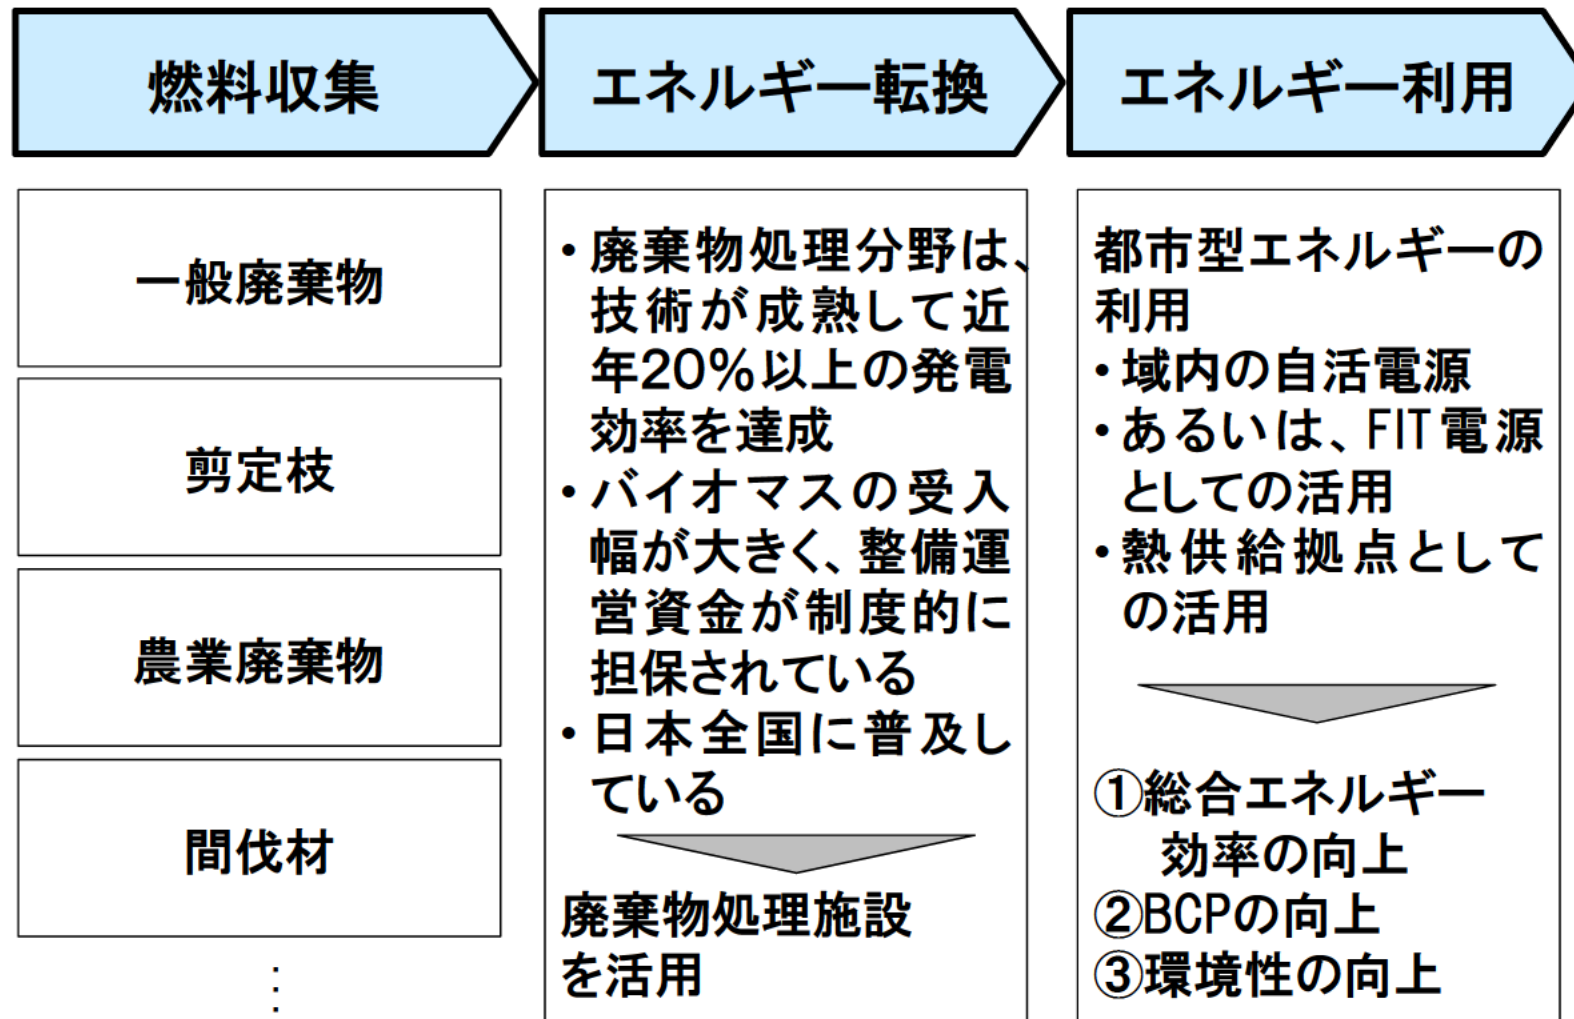 燃料収集
エネルギー転換
エネルギー利用
一般廃棄物
剪定枝
農業廃棄物
間伐材
⋮
・廃棄物処理分野は、
技術が成熟して近
年20％以上の発電
効率を達成
・バイオマスの受入
幅が大きく、整備運
営資金が制度的に
担保されている
・日本全国に普及し
ている
廃棄物処理施設
を活用
都市型エネルギーの
利用
・域内の自活電源
・あるいは、FIT電源
としての活用
・熱供給拠点として
の活用
①総合エネルギー
効率の向上
②BCPの向上
③環境性の向上